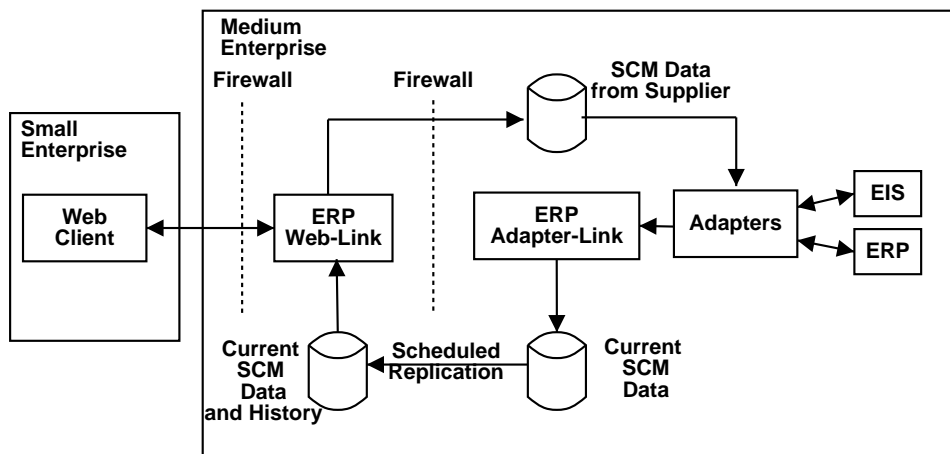 Medium
Enterprise
Firewall
Firewall
SCM Data
from Supplier
Small
Enterprise
Web
Client
ERP
Web-Link
ERP
Adapter-Link
Adapters
EIS
ERP
Current
SCM
Data
and History
Scheduled
Replication
Current
SCM
Data